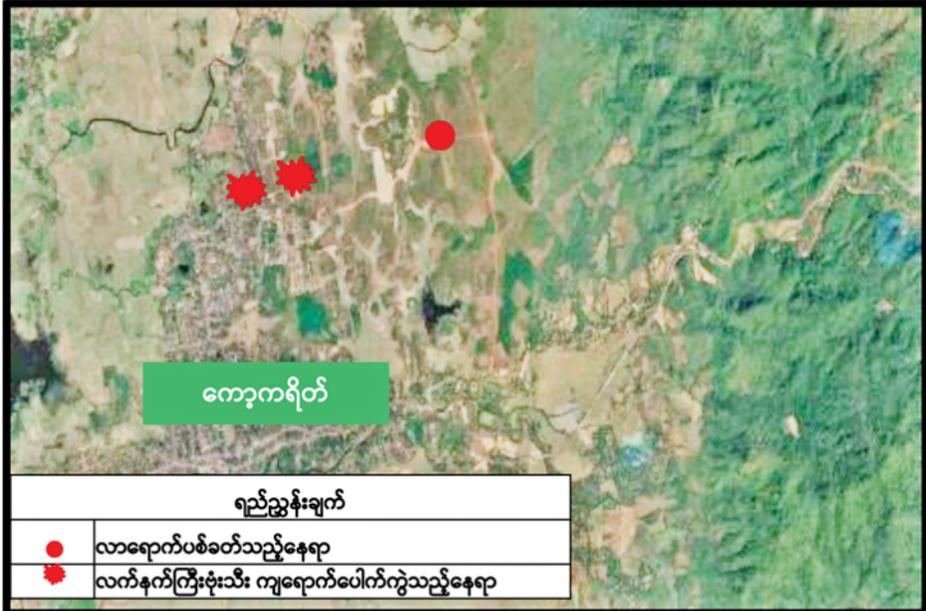 ကော့ကရိတ်
ရည်ညွှန်းချက်
လာရောက်ပစ်ခတ်သည့်နေရာ
လက်နက်ကြီးဗုံးသီး ကျရောက်ပေါက်ကွဲသည့်နေရာ